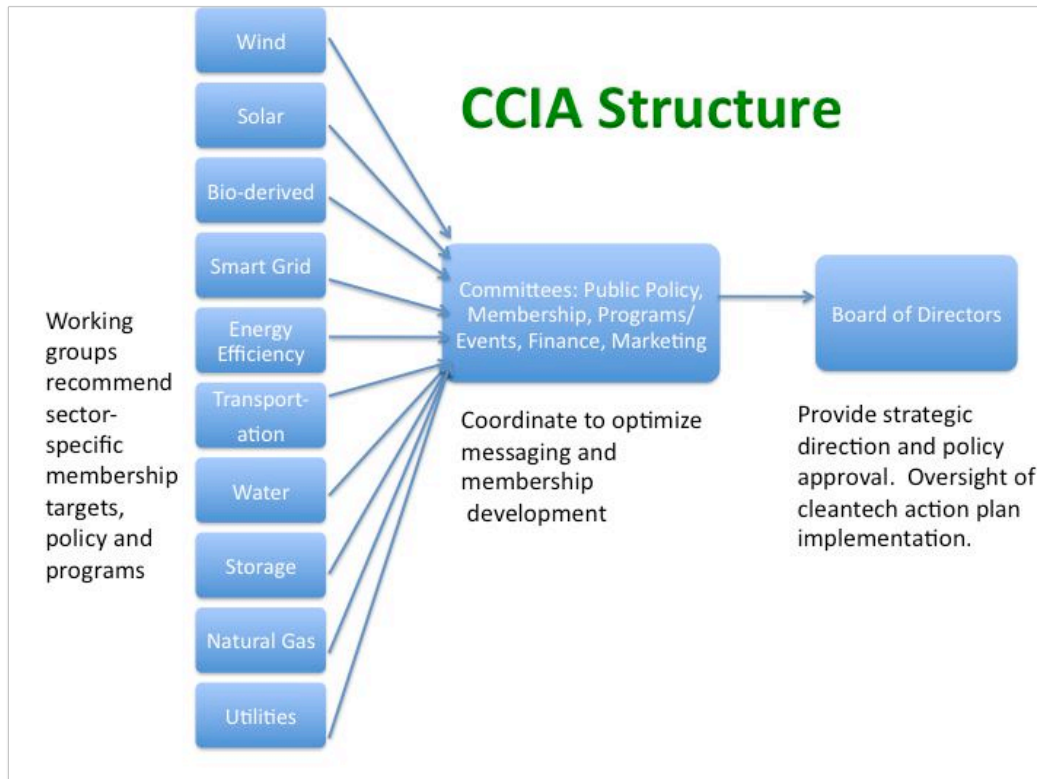 CCIA Structure
Wind
Solar
Bio-derived
Smart Grid
Energy
Efficiency
Transport-
ation
Water
Storage
Natural Gas
Utilities
Working
groups
recommend
sector-
specific
membership
targets,
policy and
programs
Committees: Public Policy,
Membership, Programs/
Events, Finance, Marketing
Coordinate to optimize
messaging and
membership
development
Board of Directors
Provide strategic
direction and policy
approval.  Oversight of
cleantech action plan
implementation.